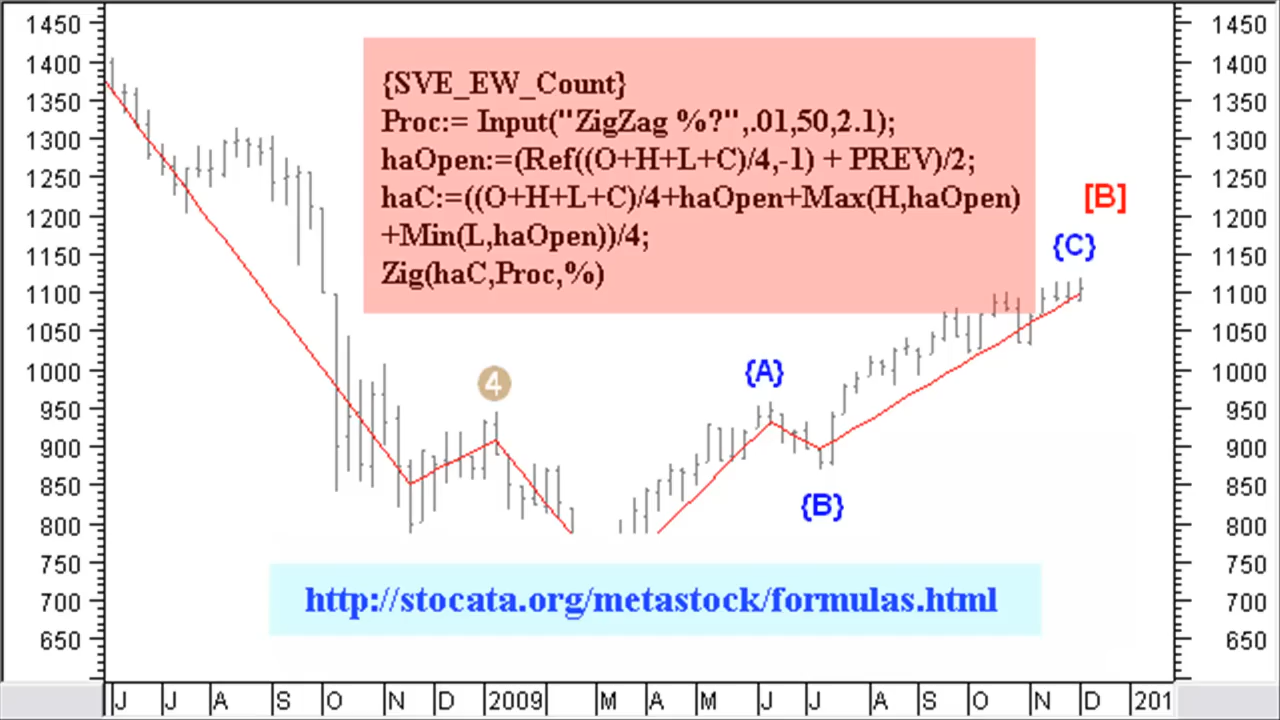 1450 1450
{SVE_EW_Count}
1400 1400
1350 Proc:= Input("ZigZag %?",.01,50,2.1); 1350
1300 haOpen:=(Ref((O+H+L+C)/4,-1) + PREV)/2; 1300
1250 haC:=((O+H+L+C)/4+haOpen+Max(H,haOpen) [B] 1250
1200 +Min(L,haOpen))/4; 1200
1150 {C} 1150
Zig(haC,Proc,%)
1100 1100
1050 1050
1000 {A} 1000
4
950 950
900 900
850 850
{B}
800 800
750 750
700 http://stocata.org/metastock/formulas.html 700
650 650
J J A S O N D 2009 M A M J J A S O N D 201